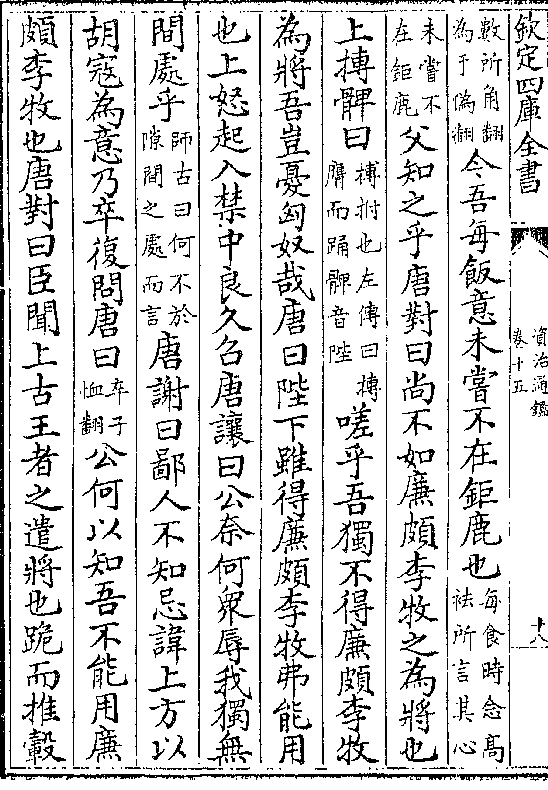 欽定四庫全書
資治通鑑
卷十五
十八
數所角翻為于偽翻今吾每飯意未嘗不在鉅鹿也每食時念高袪所言其心
未嘗不在鉅鹿父知之乎唐對曰尚不如廉頗李牧之為將也
上搏髀曰搏拊也左傳曰搏膺而踊髀音陛嗟乎吾獨不得廉頗李牧
為將吾豈憂匈奴哉唐曰陛下雖得廉頗李牧弗能用
也上怒起入禁中良久召唐讓曰公奈何衆辱我獨無
間處乎師古曰何不於隙間之處而言唐謝曰鄙人不知忌諱上方以
胡寇為意乃卒復問唐曰卒子恤翻公何以知吾不能用廉
頗李牧也唐對曰臣聞上古王者之遣將也跪而推轂